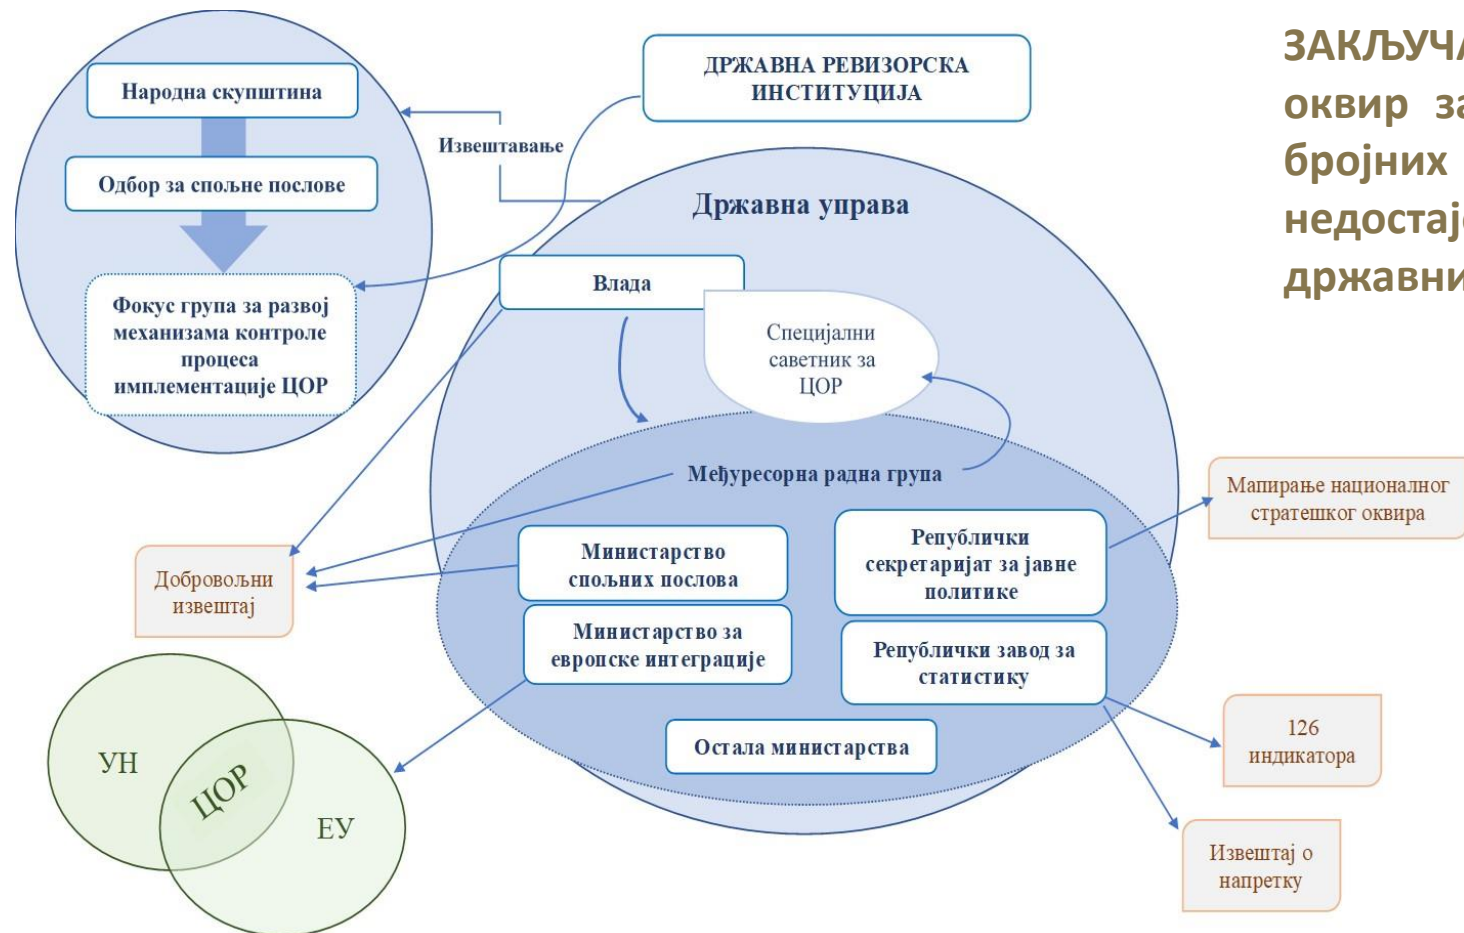 Народна скупштина
Одбор за спољне послове
Фокус група за развој
механизама контроле
процеса
имплементације ЦОР
ДРЖАВНА РЕВИЗОРСКА
ИНСТИТУЦИЈА
Извештавање
Државна управа
Влада
Специјални
саветник за
ЦОР
Међуресорна радна група
Министарство
спољних послова
Министарство за
европске интеграције
Републички
секретаријат за јавне
политике
Републички завод за
статистику
Остала министарства
Добровољни
извештај
Мапирање националног
стратешког оквира
126
индикатора
Извештај о
напретку
УН
ЦОР
ЕУ
оквир за
бројних